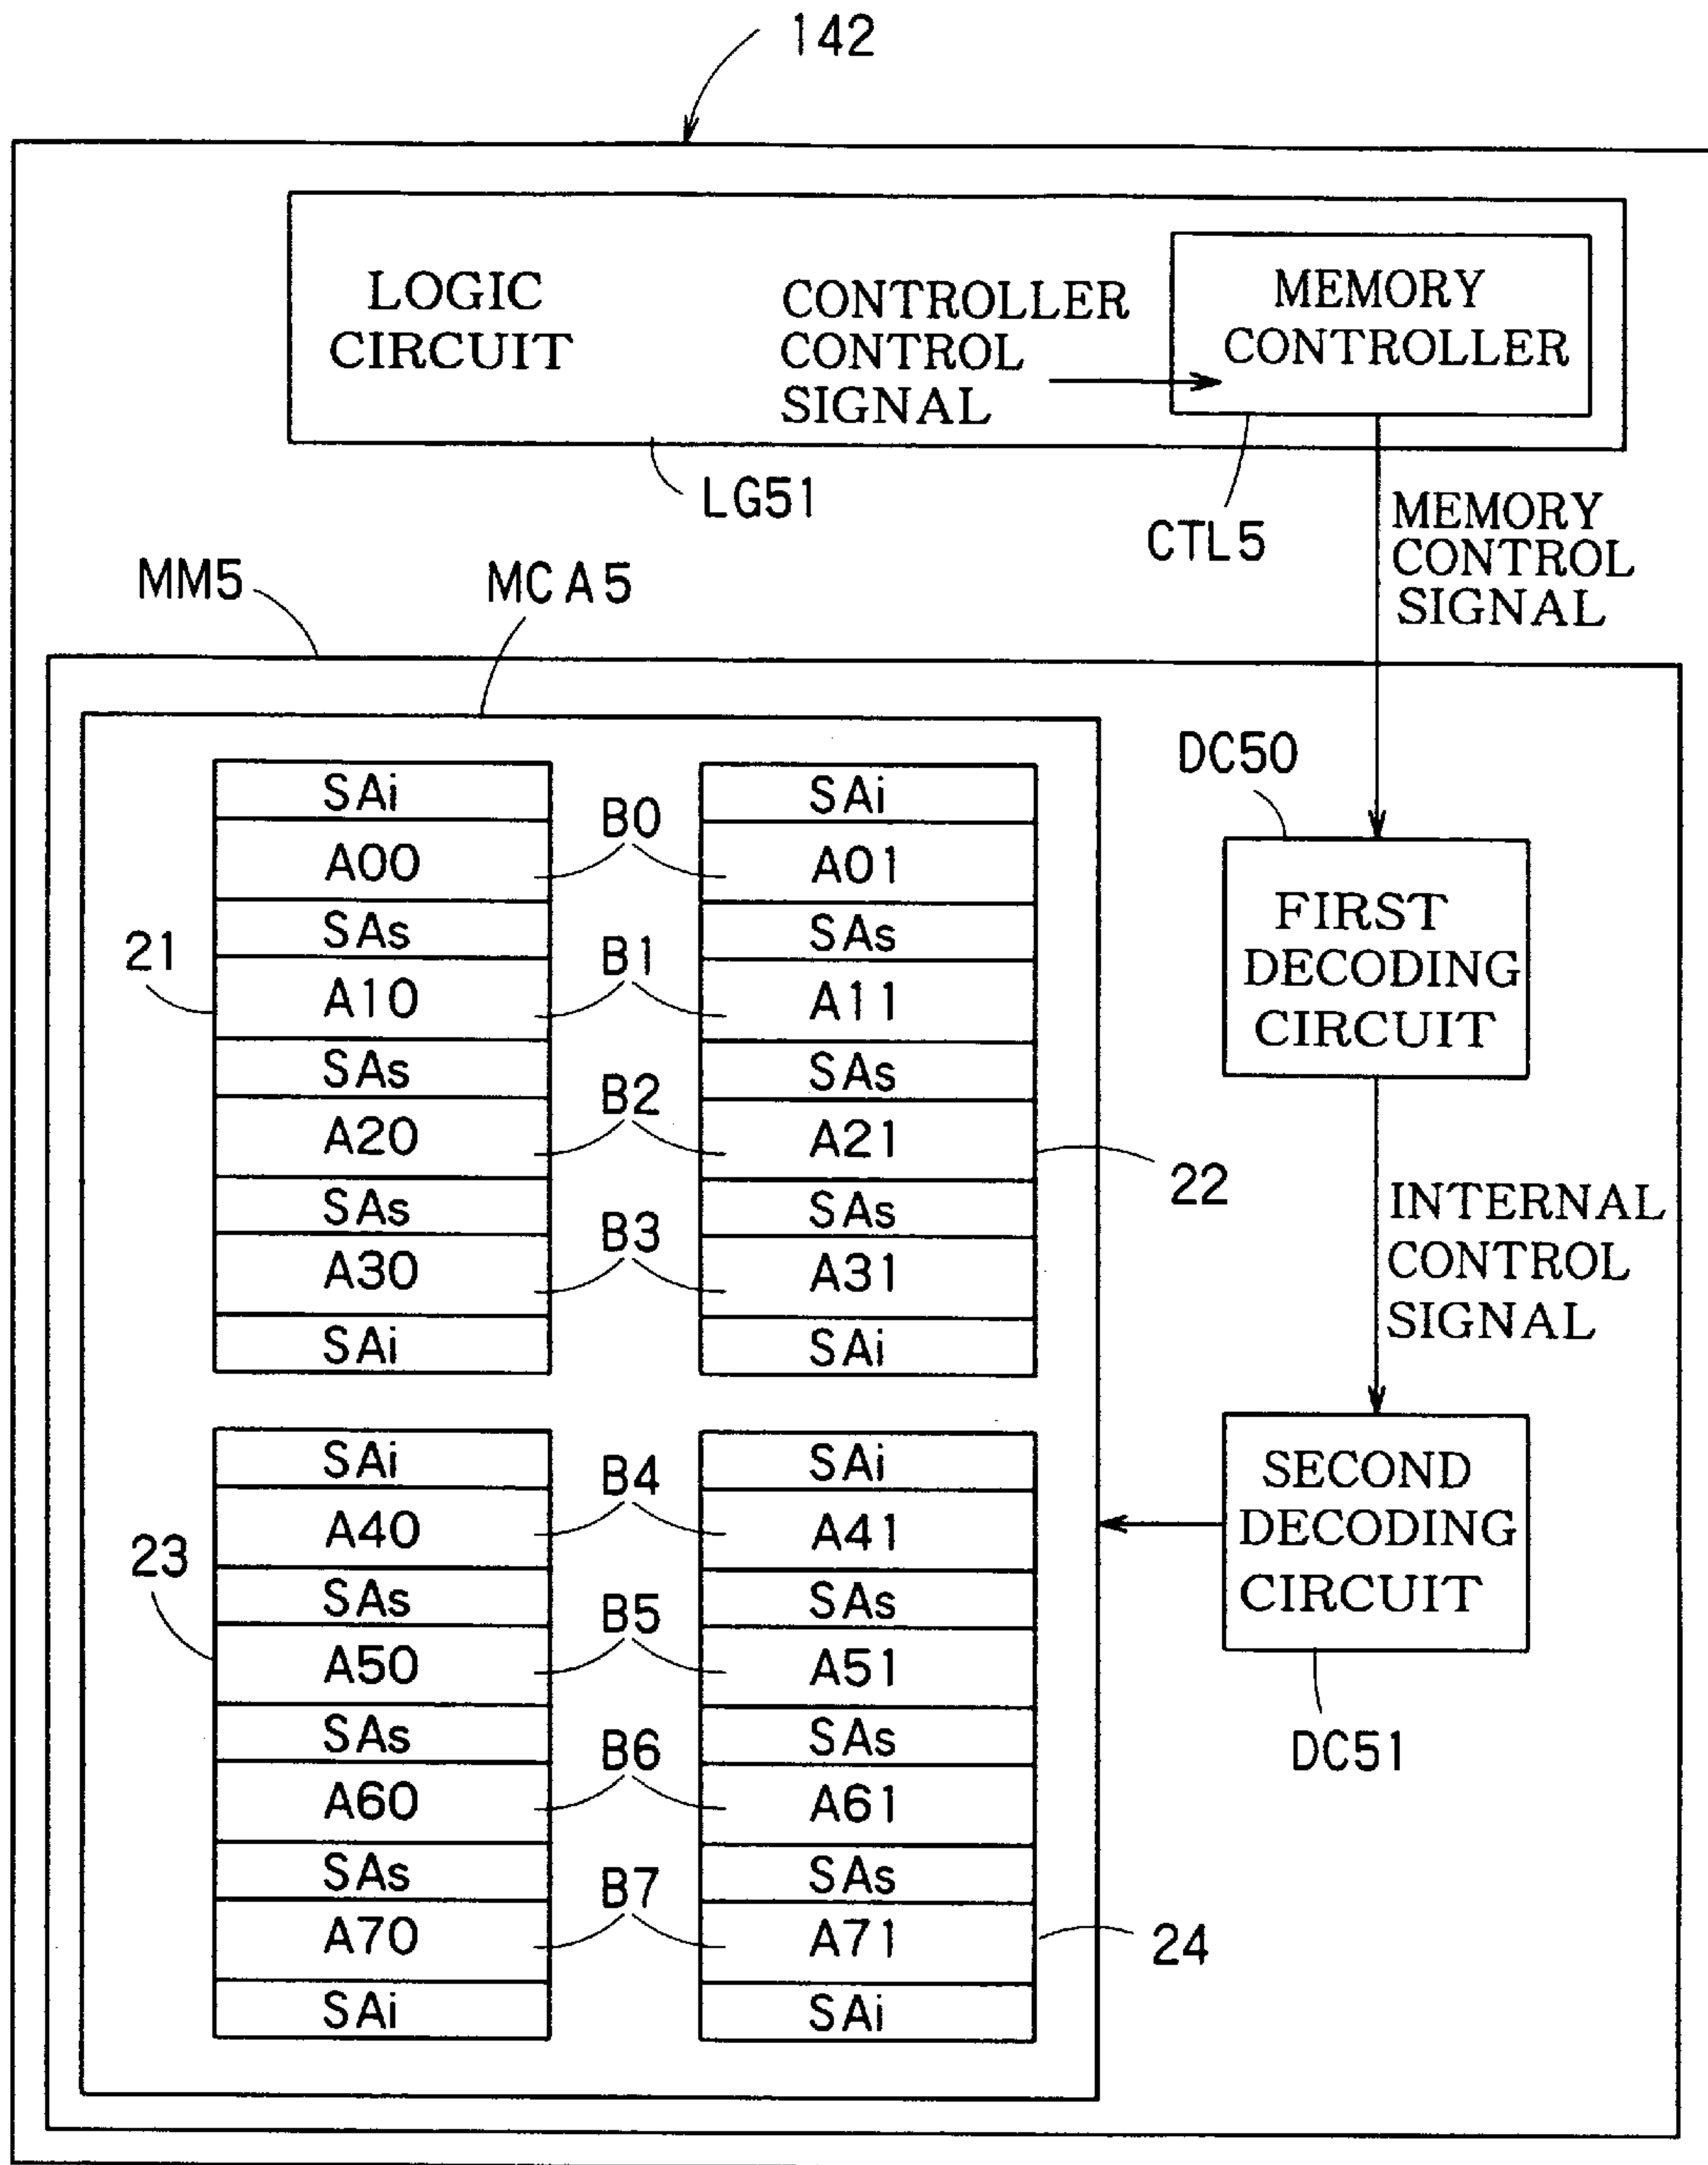 142
LOGIC
CIRCUIT
CONTROLLER
CONTROL
SIGNAL
MEMORY
CONTROLLER
LG51
CTL5
MEMORY
CONTROL
SIGNAL
MM5
MCA5
DC50
SAi
A00
SAs
A10
SAs
A20
SAs
A30
SAi
21
B0
B1
B2
B3
SAi
A01
SAs
A11
SAs
A21
SAs
A31
SAi
22
FIRST
DECODING
CIRCUIT
INTERNAL
CONTROL
SIGNAL
SAi
A40
SAs
A50
SAs
A60
SAs
A70
SAi
23
B4
B5
B6
B7
SAi
A41
SAs
A51
SAs
A61
SAs
A71
SAi
24
SECOND
DECODING
CIRCUIT
DC51